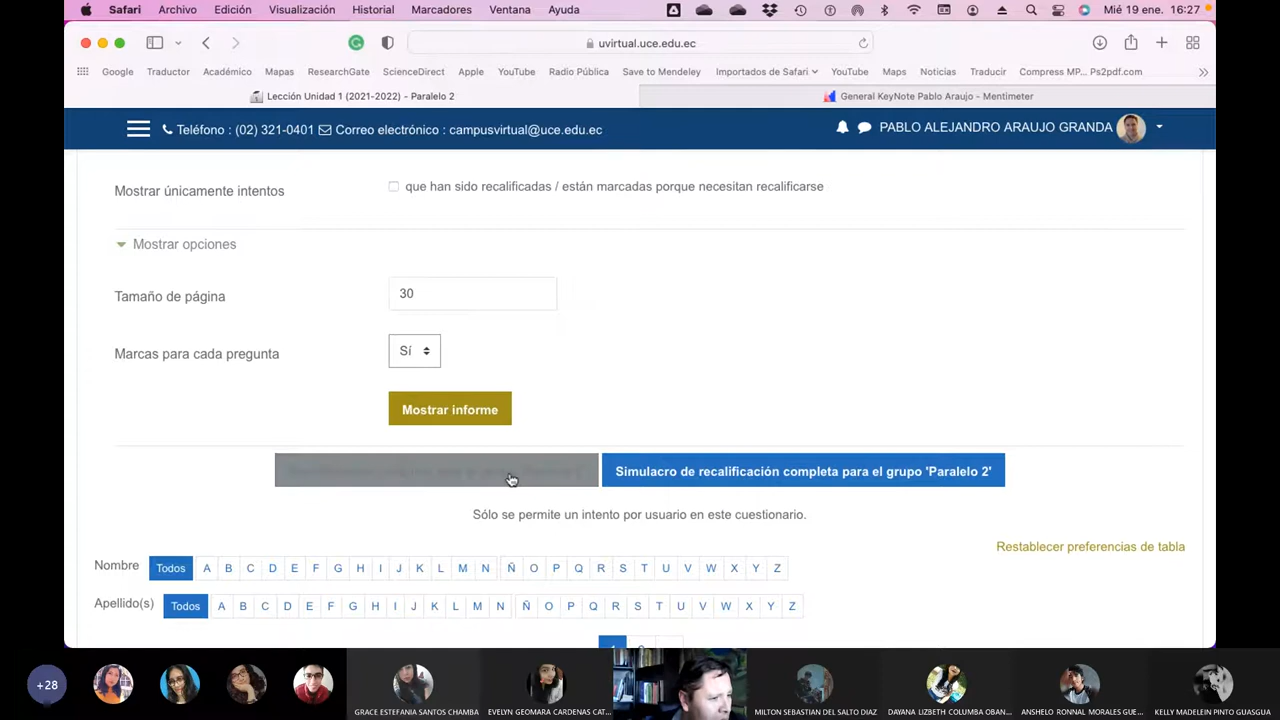 Safari Archivo Edición Visualización Historial Marcadores Ventana Ayuda Mié 19 ene. 16:27
uvirtual.uce.edu.ec
Google Traductor Académico Mapas ResearchGate ScienceDirect Apple YouTube Radio Pública Save to Mendeley Importados de Safari YouTube Maps Noticias Traducir Compress MP... Ps2pdf.com
Lección Unidad 1 (2021-2022) - Paralelo 2
General KeyNote Pablo Araujo - Mentimeter
Teléfono : (02) 321-0401 Correo electrónico : campusvirtual@uce.edu.ec PABLO ALEJANDRO ARAUJO GRANDA
Mostrar únicamente intentos
que han sido recalificadas / están marcadas porque necesitan recalificarse
Mostrar opciones
Tamaño de página 30
Marcas para cada pregunta Sí
Mostrar informe
Simulacro de recalificación completa para el grupo 'Paralelo 2'
Sólo se permite un intento por usuario en este cuestionario.
Restablecer preferencias de tabla
Nombre Todos A B C D E F G H I J K L M N Ñ O P Q R S T U V W X Y Z
Apellido(s) Todos A B C D E F G H I J K L M N Ñ O P Q R S T U V W X Y Z
+28
GRACE ESTEFANIA SANTOS CHAMBA
EVELYN GEOMARA CARDENAS CAT...
MILTON SEBASTIAN DEL SALTO DIAZ
DAYANA LIZBETH COLUMBA OBAN...
ANSHELO RONNAL MORALES GUE...
KELLY MADELEIN PINTO GUASGUA